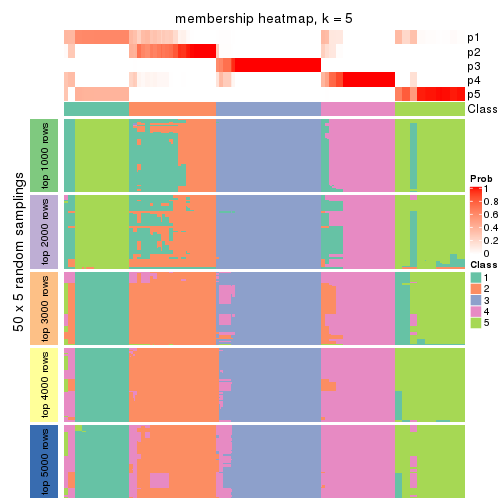 membership heatmap, k = 5
p1
p2
p3
p4
p5
Class
50 x 5 random samplings
top 1000 rows
top 2000 rows
top 3000 rows
top 4000 rows
top 5000 rows
Prob
1
0.8
0.6
0.4
0.2
0
Class
1
2
3
4
5